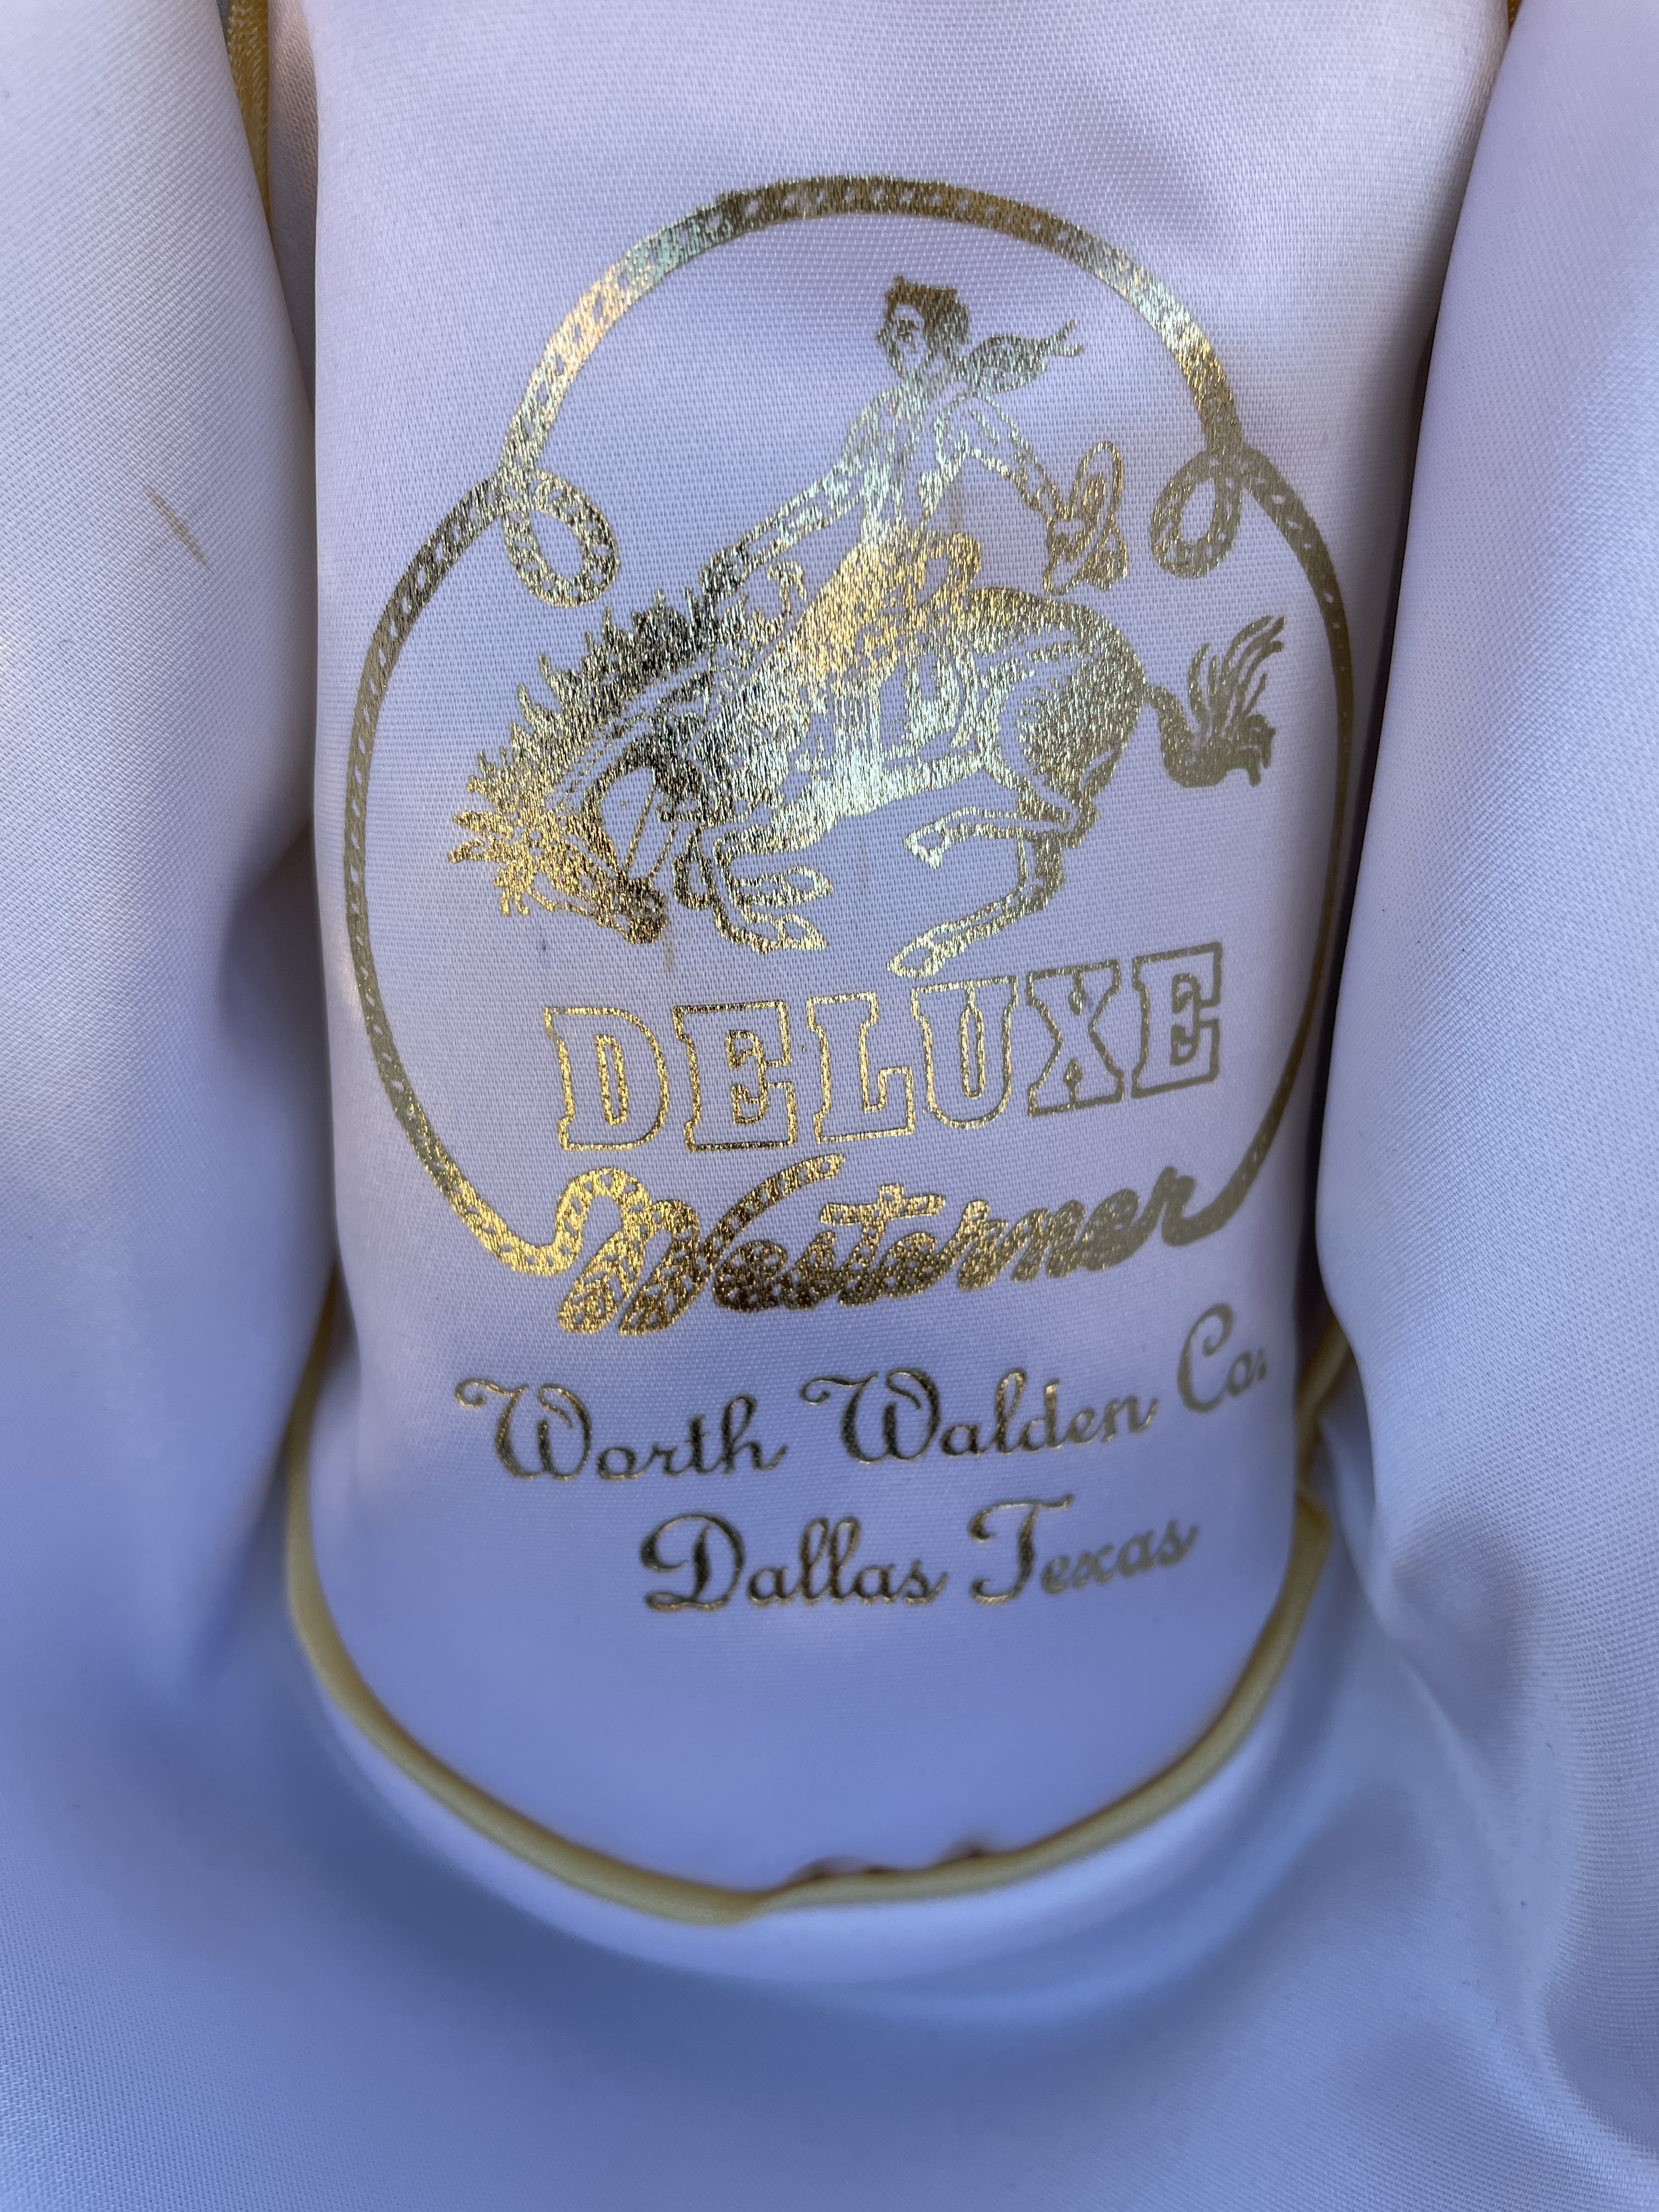 DELUXE
Westerner
Worth Walden Co.
Dallas Texas